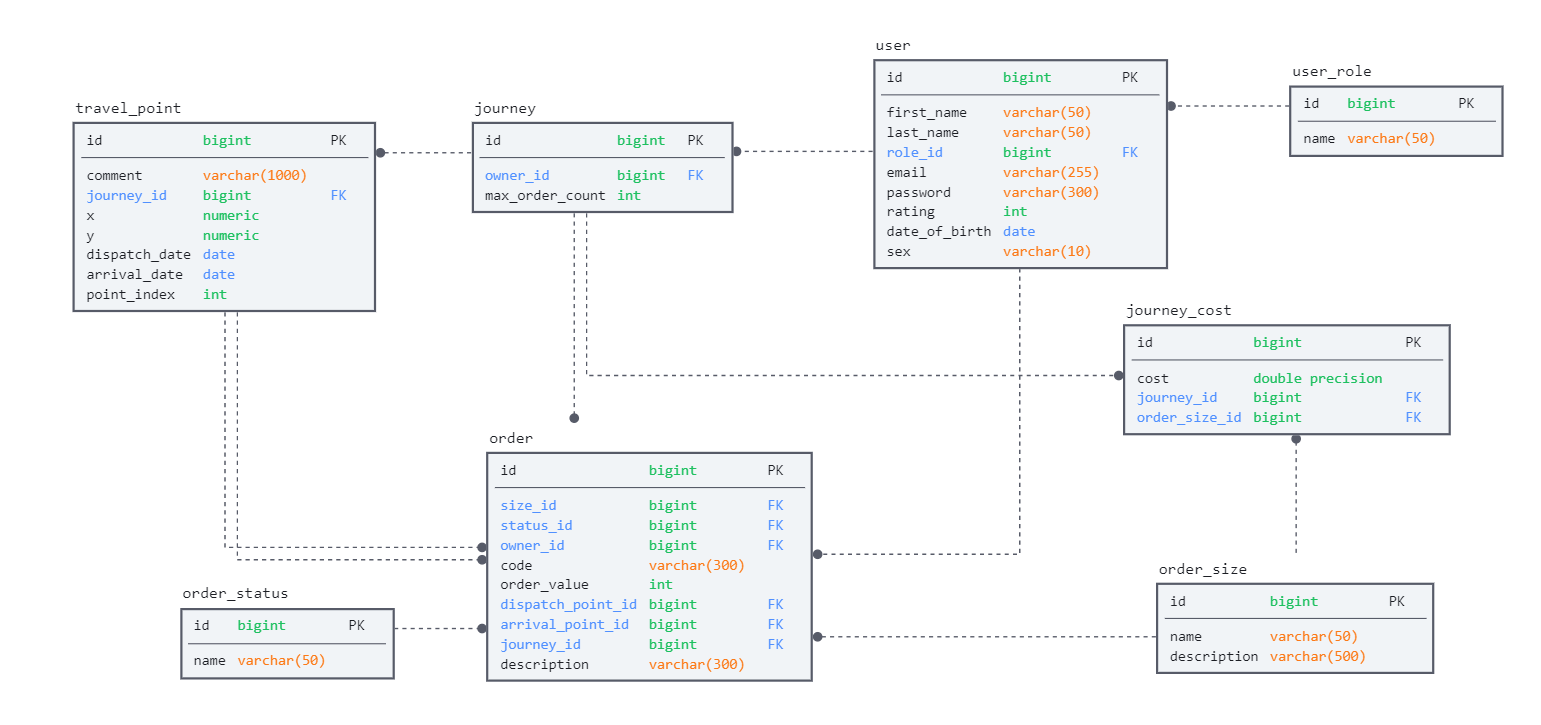 user
id bigint PK
first_name varchar(50)
last_name varchar(50)
role_id bigint FK
email varchar(255)
password varchar(300)
rating int
date_of_birth date
sex varchar(10)
user_role
id bigint PK
name varchar(50)
travel_point
id bigint PK
comment varchar(1000)
journey_id bigint FK
x numeric
y numeric
dispatch_date date
arrival_date date
point_index int
journey
id bigint PK
owner_id bigint FK
max_order_count int
journey_cost
id bigint PK
cost double precision
journey_id bigint FK
order_size_id bigint FK
order
id bigint PK
size_id bigint FK
status_id bigint FK
owner_id bigint FK
code varchar(300)
order_value int
dispatch_point_id bigint FK
arrival_point_id bigint FK
journey_id bigint FK
description varchar(300)
order_status
id bigint PK
name varchar(50)
order_size
id bigint PK
name varchar(50)
description varchar(500)